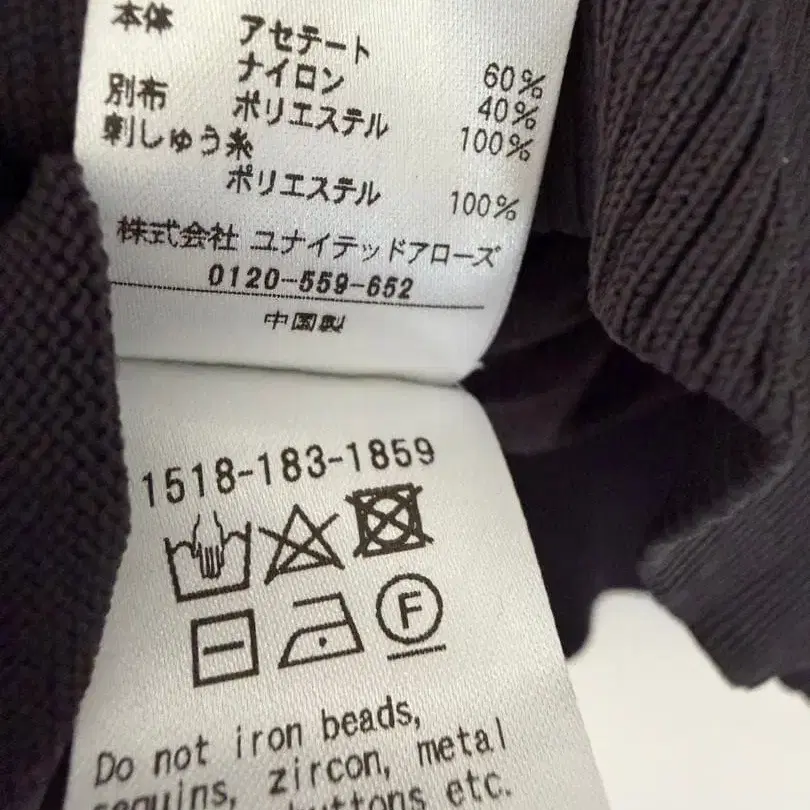 本体 アセテート 60%
ナイロン 40%
別布 ポリエステル 100%
刺しゅう糸
ポリエステル 100%
株式会社 ユナイテッドアローズ
0120-559-652
中国製
1518-183-1859
F
Do not iron beads,
sequins, zircon, metal
buttons etc.